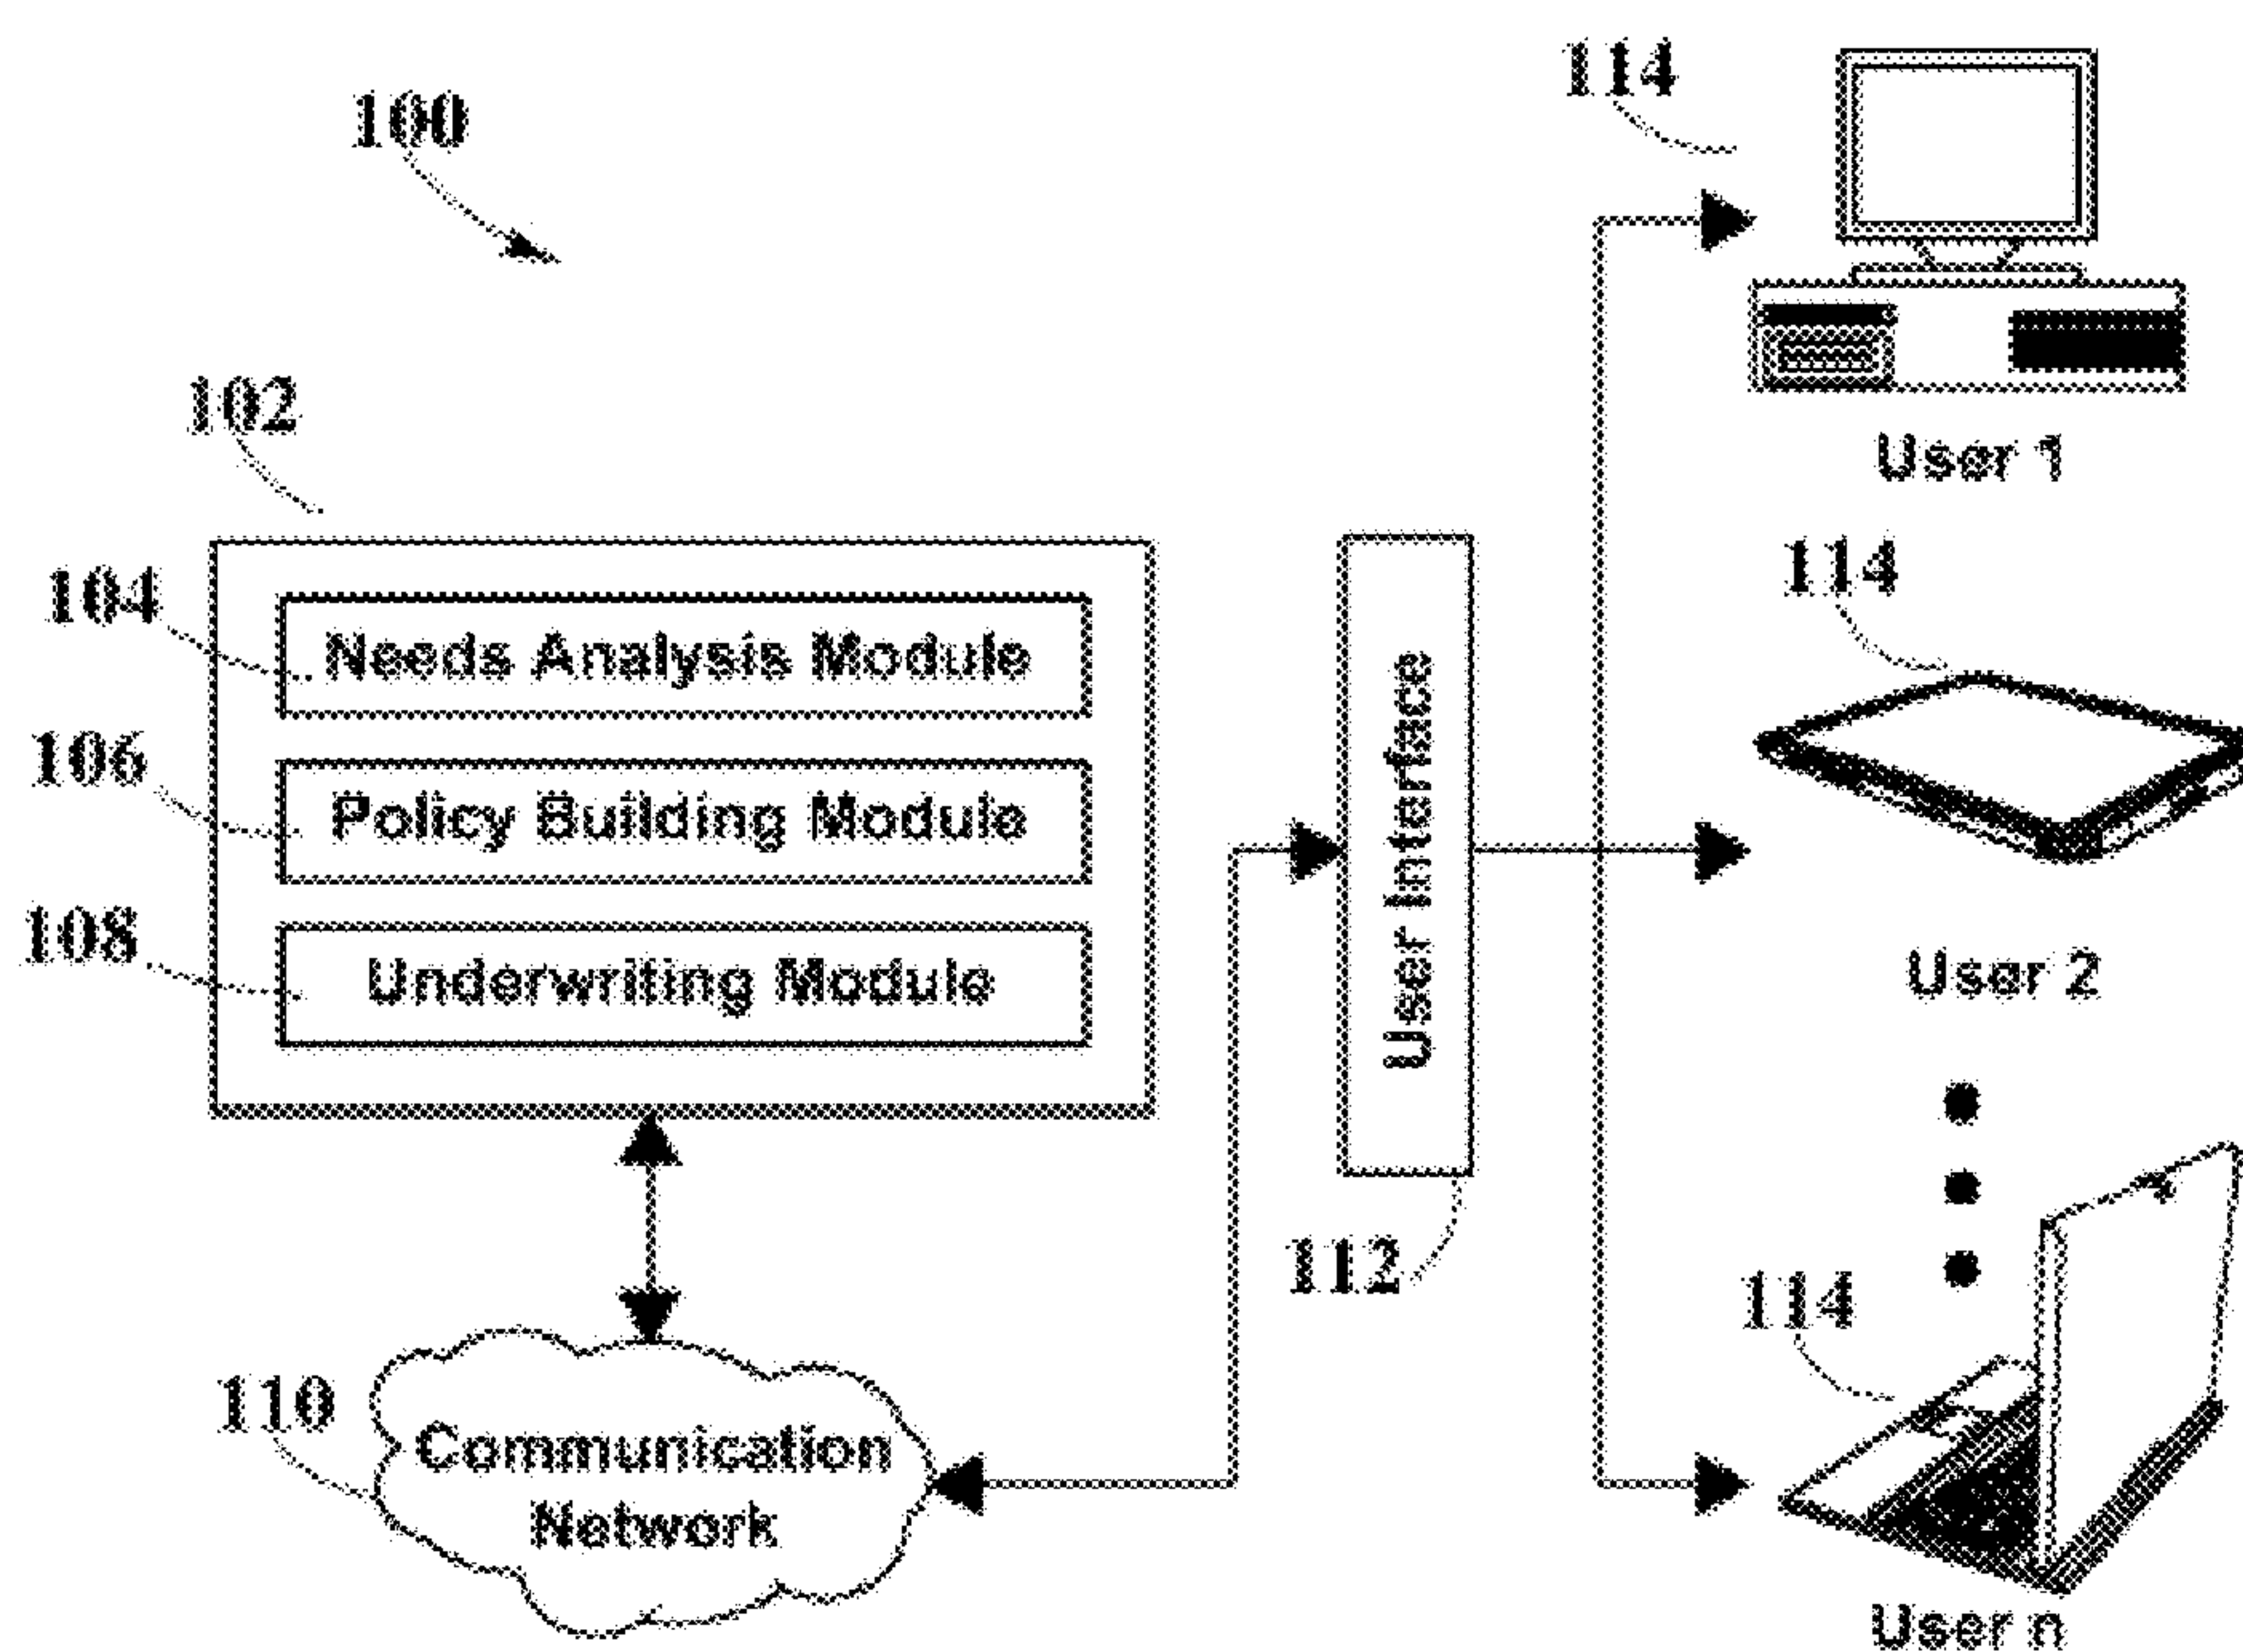 100
102
104
Needs Analysis Module
106
Policy Building Module
108
Underwriting Module
110
Communication
Network
User Interface
112
114
User 1
114
User 2
114
User n